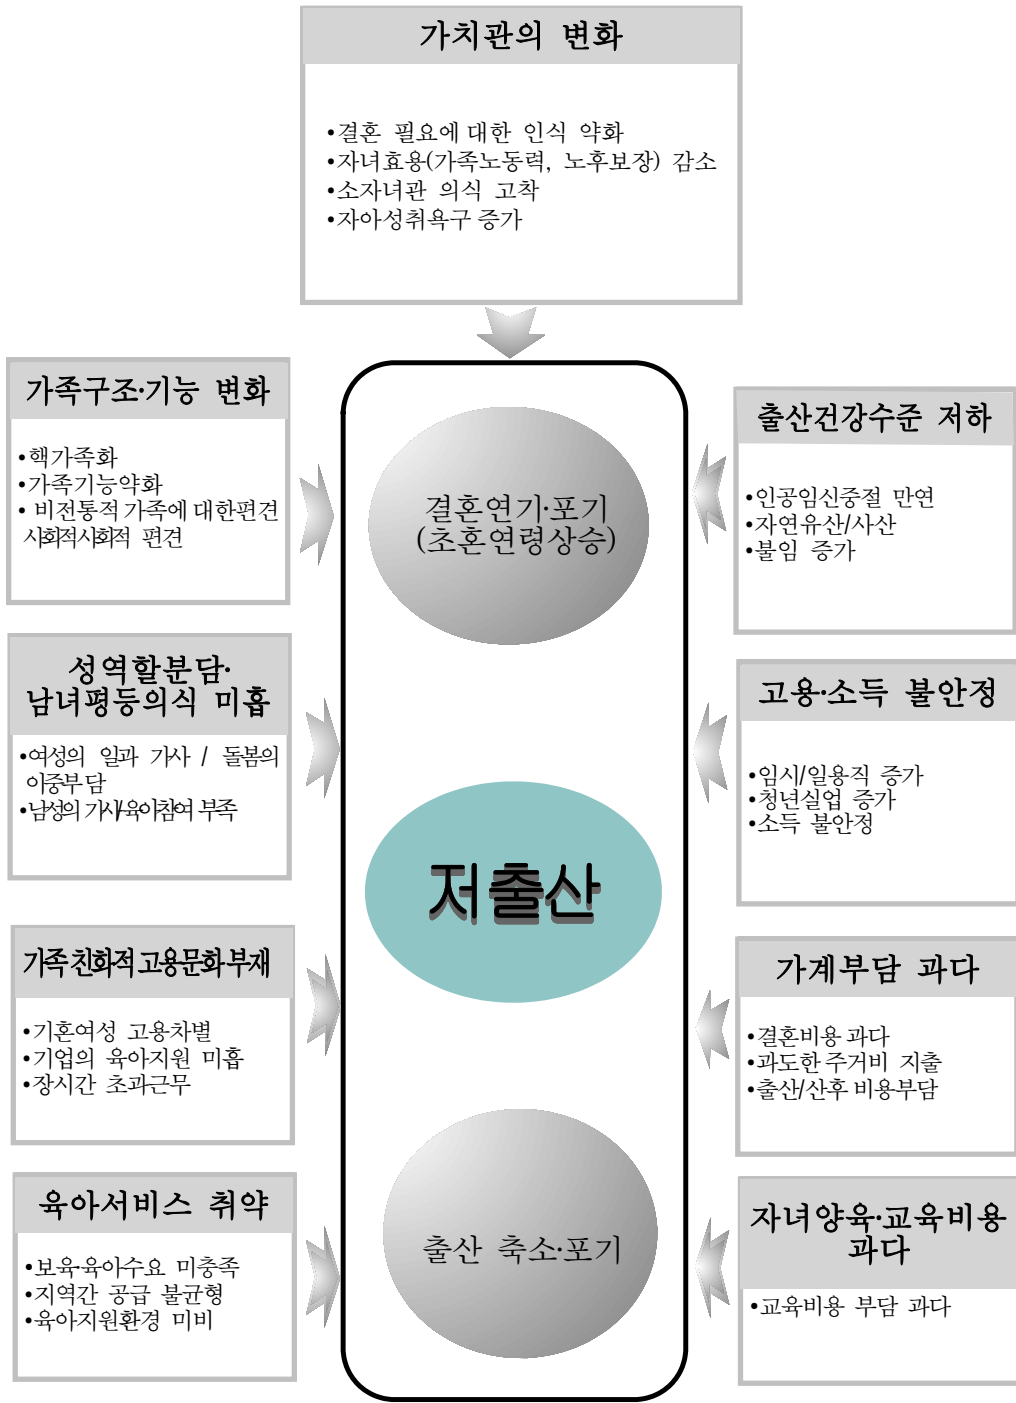 가치관의 변화
•결혼 필요에 대한 인식 약화
•자녀효용(가족노동력, 노후보장) 감소
•소자녀관 의식 고착
•자아성취욕구 증가
가족구조·기능 변화
•핵가족화
•가족기능약화
• 비전통적 가족에 대한편견
사회적사회적 편견
성역할분담·
남녀평등의식 미흡
•여성의 일과 가사 / 돌봄의
이중부담
•남성의 가사/육아참여 부족
가족친화적 고용문화 부재
•기혼여성 고용차별
•기업의 육아지원 미흡
•장시간 초과근무
육아서비스 취약
•보육·육아수요 미충족
•지역간 공급 불균형
•육아지원환경 미비
결혼연기·포기
(초혼연령상승)
저출산
출산 축소·포기
출산건강수준 저하
•인공임신중절 만연
•자연유산/사산
•불임 증가
고용·소득 불안정
•임시/일용직 증가
•청년실업 증가
•소득 불안정
가계부담 과다
•결혼비용 과다
•과도한 주거비 지출
•출산/산후 비용부담
자녀양육·교육비용
과다
•교육비용 부담 과다